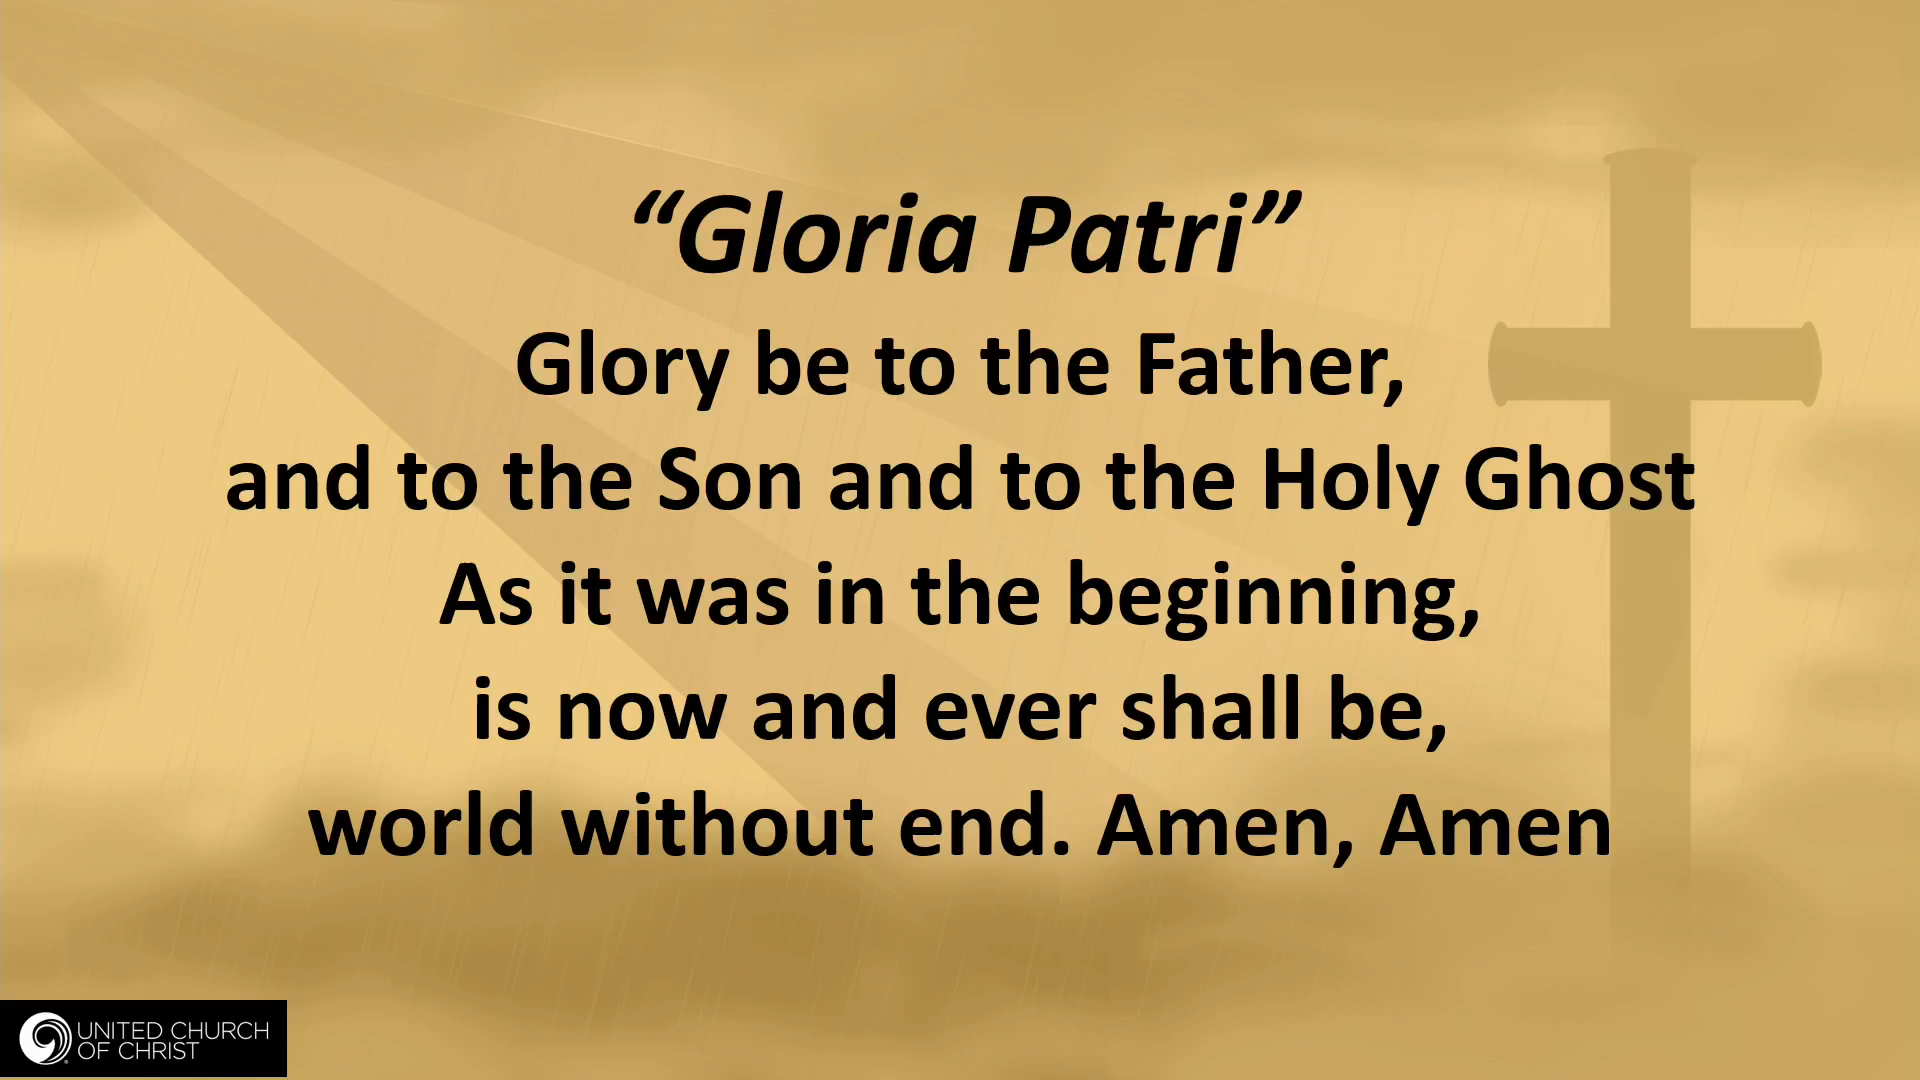 “Gloria Patri”
Glory be to the Father,
and to the Son and to the Holy Ghost
As it was in the beginning,
is now and ever shall be,
world without end. Amen, Amen
UNITED CHURCH
OF CHRIST